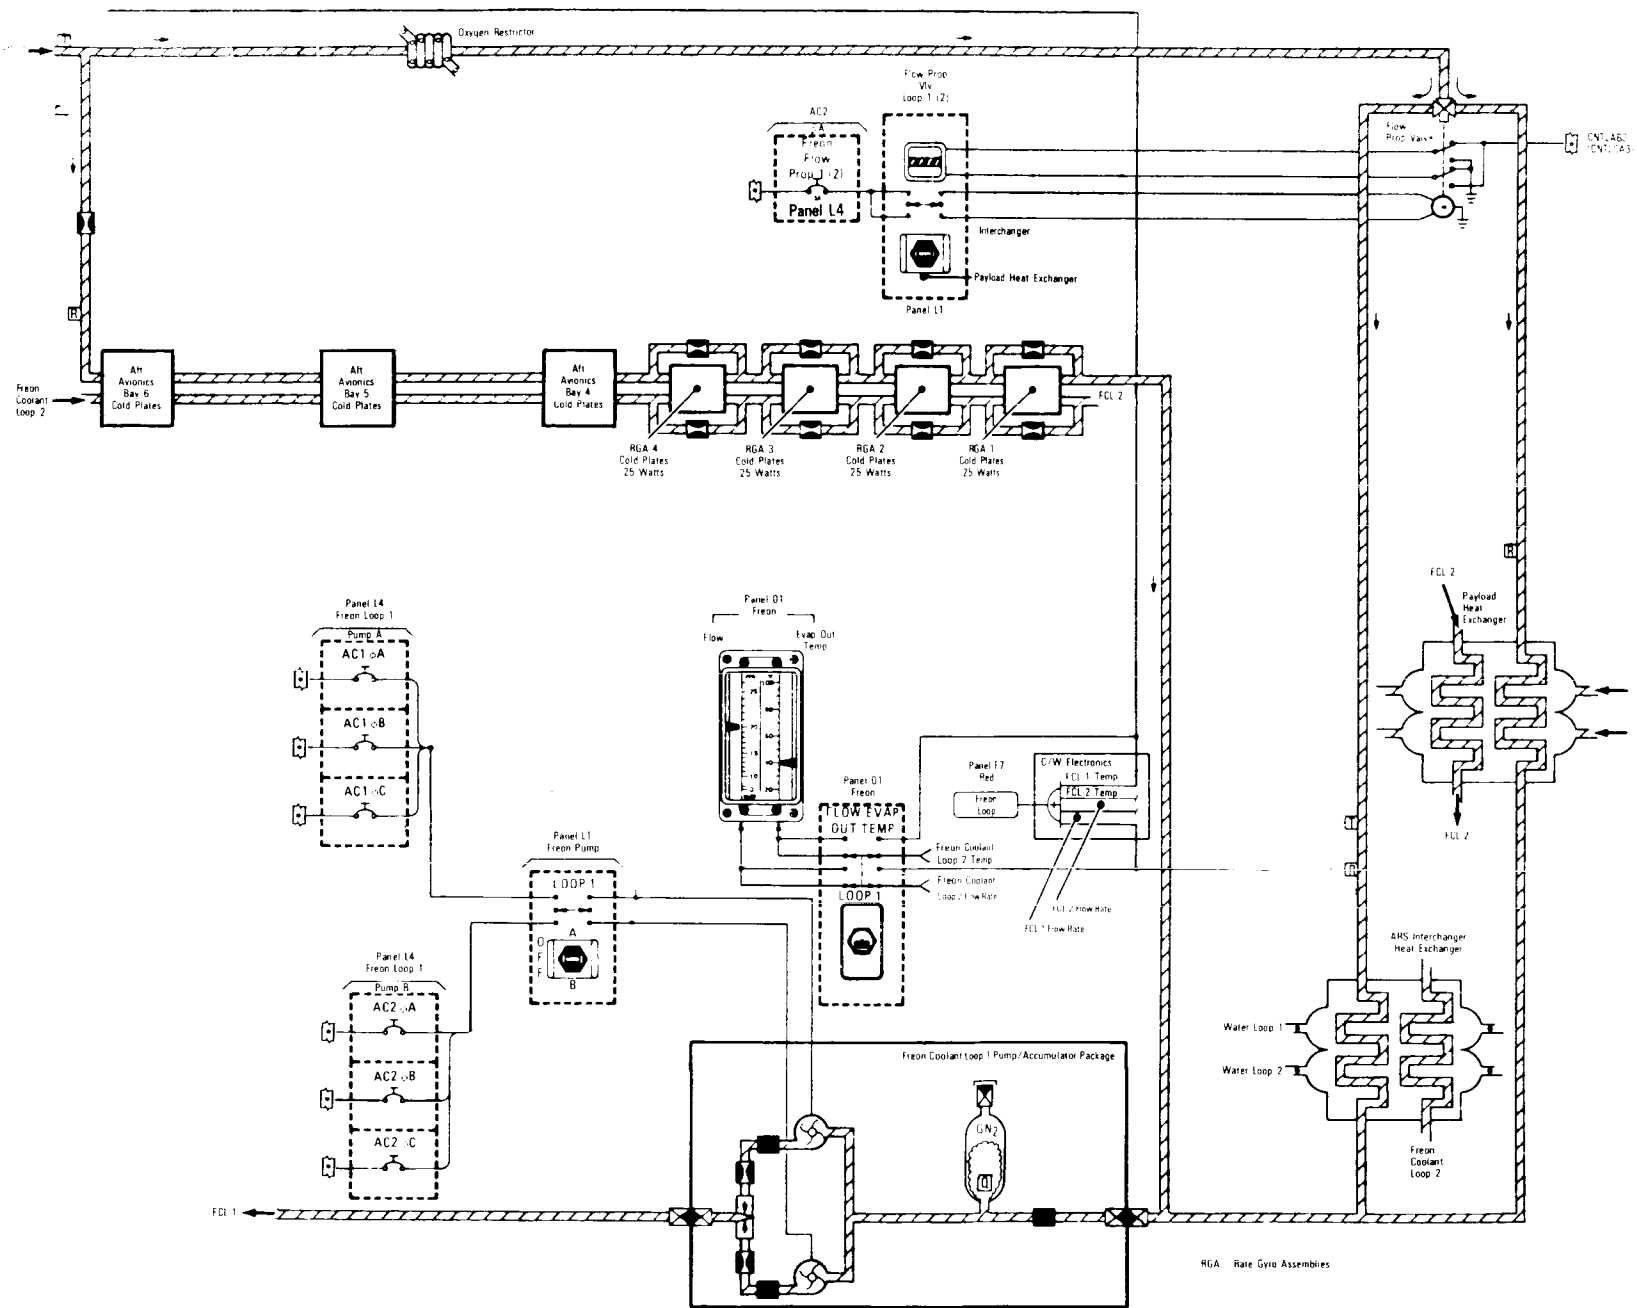 Oxygen Restrictor
Flow Prop
Vlv
Loop 1 (2)
AC2
ΦA
Freon
Flow
Prop 1 (2)
Panel L4
Interchanger
Payload Heat Exchanger
Panel L1
Flow
Prop Valve
Freon
Coolant
Loop 2
Aft
Avionics
Bay 6
Cold Plates
Aft
Avionics
Bay 5
Cold Plates
Aft
Avionics
Bay 4
Cold Plates
FCL 2
RGA 4
Cold Plates
25 Watts
RGA 3
Cold Plates
25 Watts
RGA 2
Cold Plates
25 Watts
RGA 1
Cold Plates
25 Watts
R
R
FCL 2
Payload
Heat
Exchanger
FCL 2
Panel L4
Freon Loop 1
Pump A
AC1 ΦA
AC1 ΦB
AC1 ΦC
Panel O1
Freon
Flow
Evap Out
Temp
Panel O1
Freon
FLOW EVAP
OUT TEMP
LOOP 1
Panel F7
Red
Freon
Loop
C/W Electronics
FCL 1 Temp
FCL 2 Temp
Freon Coolant
Loop 2 Temp
Freon Coolant
Loop 2 Flow Rate
FCL 2 Flow Rate
FCL 1 Flow Rate
Panel L1
Freon Pump
LOOP 1
A
OFF
B
Panel L4
Freon Loop 1
Pump B
AC2 ΦA
AC2 ΦB
AC2 ΦC
ARS Interchanger
Heat Exchanger
Water Loop 1
Water Loop 2
Freon
Coolant
Loop 2
Freon Coolant Loop 1 Pump/Accumulator Package
GN2
Q
FCL 1
RGA Rate Gyro Assemblies